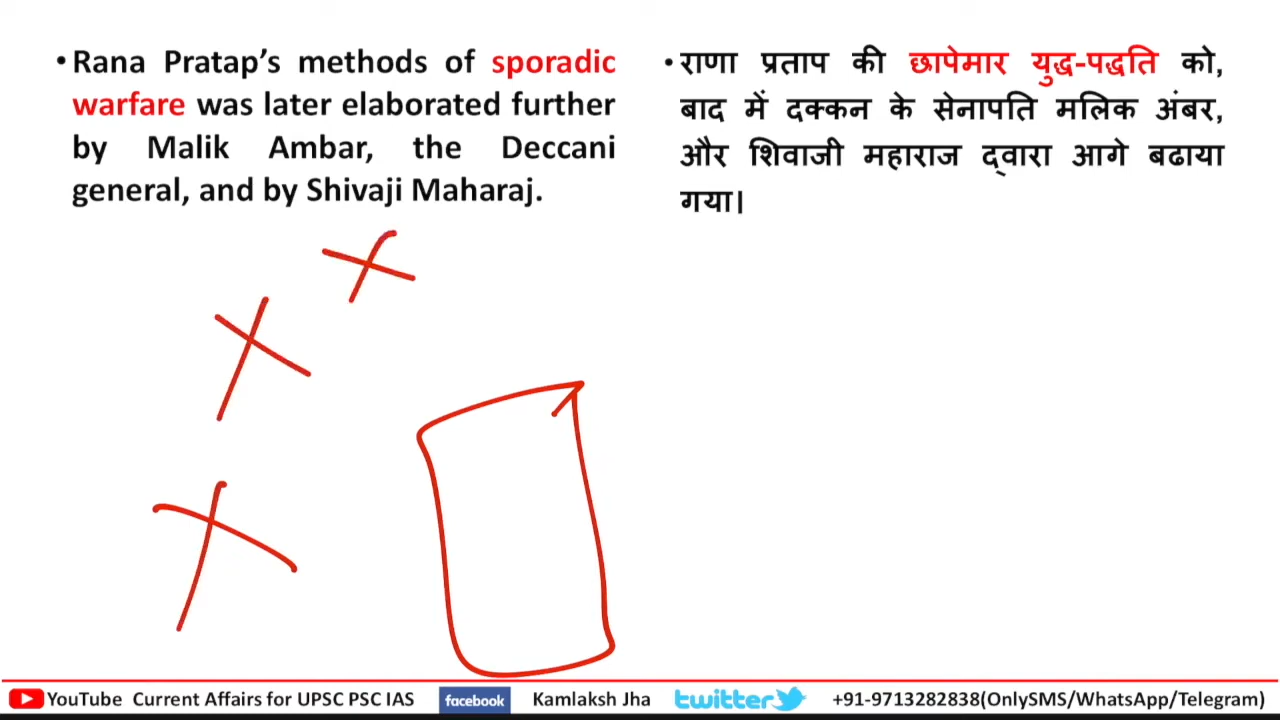 •Rana Pratap’s methods of sporadic
warfare was later elaborated further
by Malik Ambar, the Deccani
general, and by Shivaji Maharaj.
•राणा प्रताप की छापेमार युद्ध-पद्धति को,
बाद में दक्कन के सेनापति मलिक अंबर,
और शिवाजी महाराज द्वारा आगे बढाया
गया।
YouTube Current Affairs for UPSC PSC IAS facebook Kamlaksh Jha twitter +91-9713282838(OnlySMS/WhatsApp/Telegram)